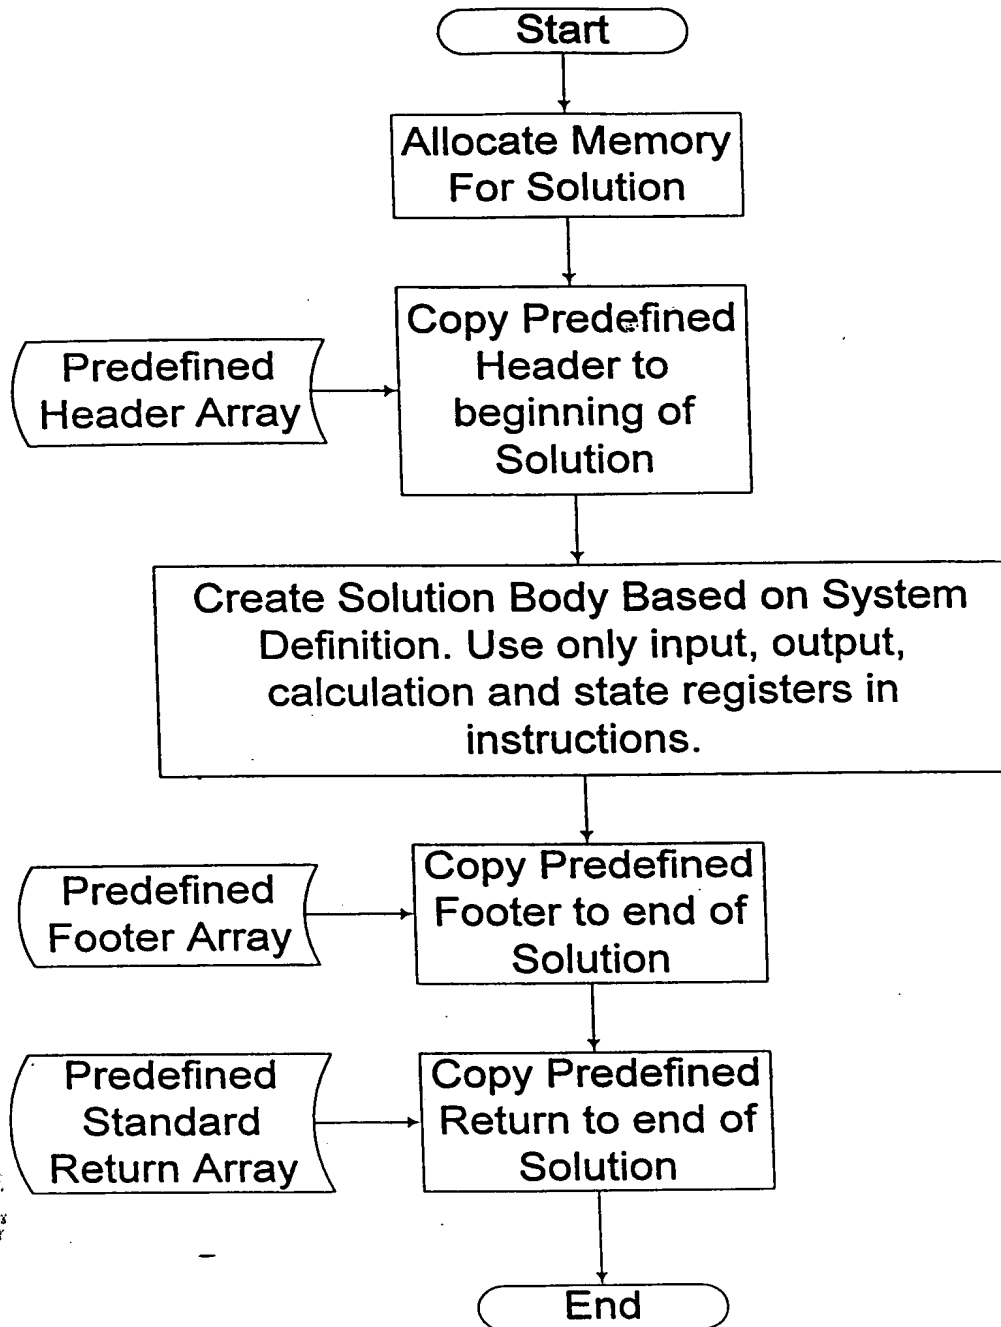 Start
Allocate Memory
For Solution
Copy Predefined
Header to
beginning of
Solution
Predefined
Header Array
Create Solution Body Based on System
Definition. Use only input, output,
calculation and state registers in
instructions.
Copy Predefined
Footer to end of
Solution
Predefined
Footer Array
Copy Predefined
Return to end of
Solution
Predefined
Standard
Return Array
End